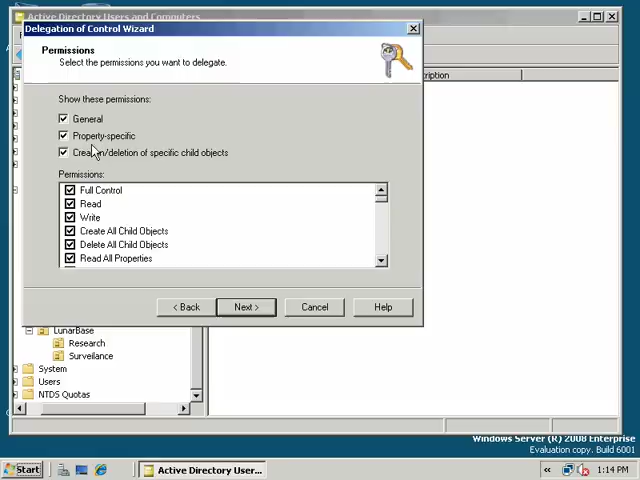 Active Directory Users and Computers
Delegation of Control Wizard
Permissions
Select the permissions you want to delegate.
ription
Show these permissions:
General
Property-specific
Creation/deletion of specific child objects
Permissions:
Full Control
Read
Write
Create All Child Objects
Delete All Child Objects
Read All Properties
< Back
Next >
Cancel
Help
LunarBase
Research
Surveilance
System
Users
NTDS Quotas
Windows Server (R) 2008 Enterprise
Evaluation copy. Build 6001
Start
Active Directory User...
«
1:14 PM